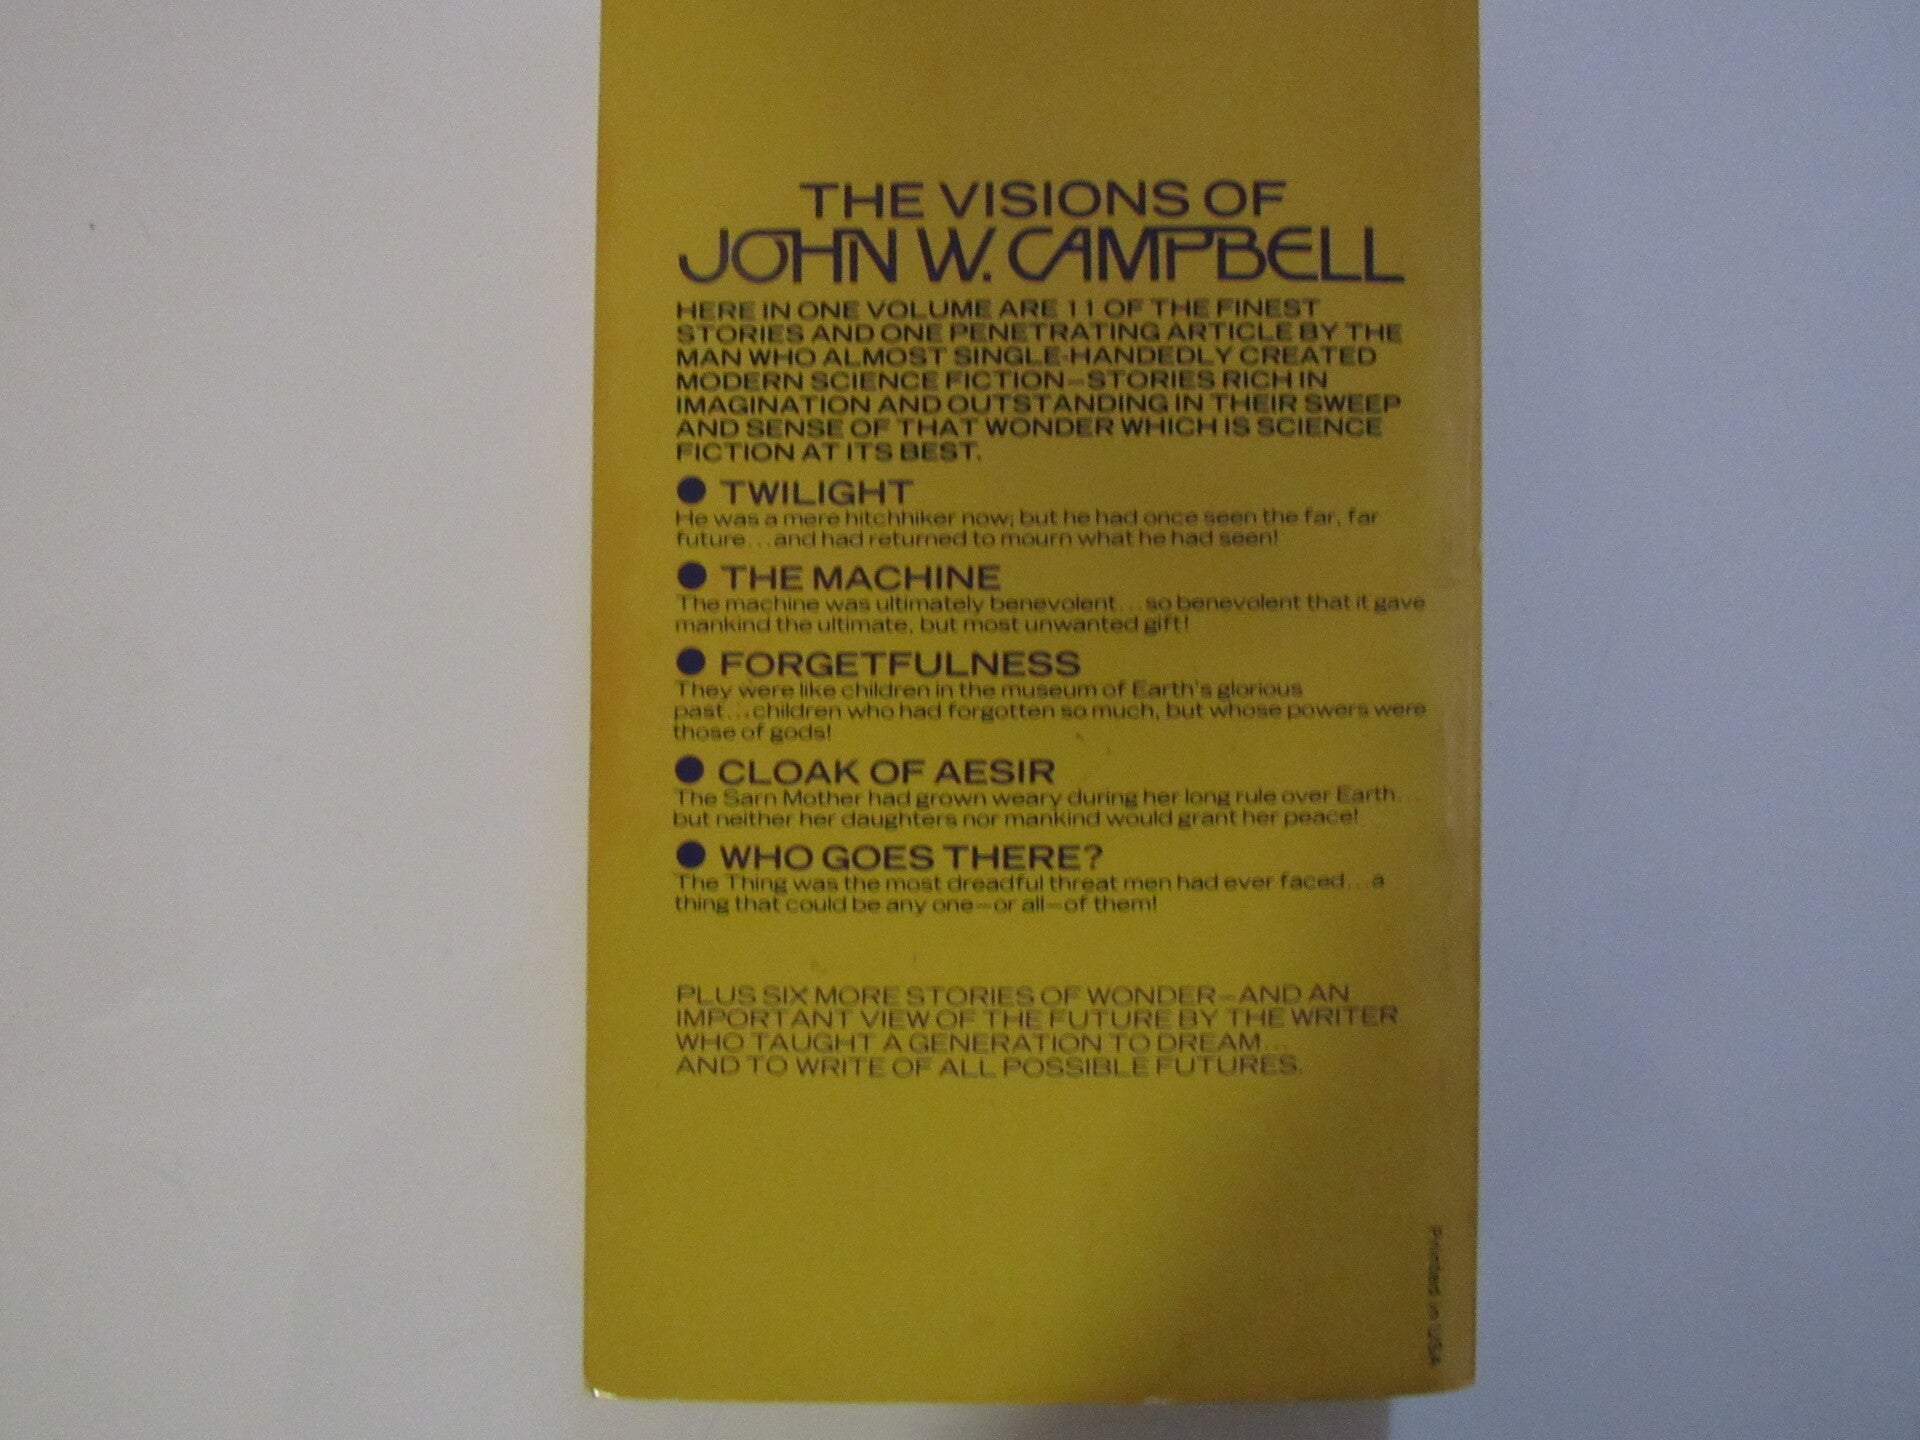 THE VISIONS OF
JOHN W. CAMPBELL
HERE IN ONE VOLUME ARE 11 OF THE FINEST
STORIES AND ONE PENETRATING ARTICLE BY THE
MAN WHO ALMOST SINGLE-HANDEDLY CREATED
MODERN SCIENCE FICTION—STORIES RICH IN
IMAGINATION AND OUTSTANDING IN THEIR SWEEP
AND SENSE OF THAT WONDER WHICH IS SCIENCE
FICTION AT ITS BEST.
● TWILIGHT
He was a mere hitchhiker now, but he had once seen the far, far
future...and had returned to mourn what he had seen!
● THE MACHINE
The machine was ultimately benevolent...so benevolent that it gave
mankind the ultimate, but most unwanted gift!
● FORGETFULNESS
They were like children in the museum of Earth's glorious
past...children who had forgotten so much, but whose powers were
those of gods!
● CLOAK OF AESIR
The Sarn Mother had grown weary during her long rule over Earth...
but neither her daughters nor mankind would grant her peace!
● WHO GOES THERE?
The Thing was the most dreadful threat men had ever faced...a
thing that could be any one—or all—of them!
PLUS SIX MORE STORIES OF WONDER—AND AN
IMPORTANT VIEW OF THE FUTURE BY THE WRITER
WHO TAUGHT A GENERATION TO DREAM...
AND TO WRITE OF ALL POSSIBLE FUTURES.
Printed in USA